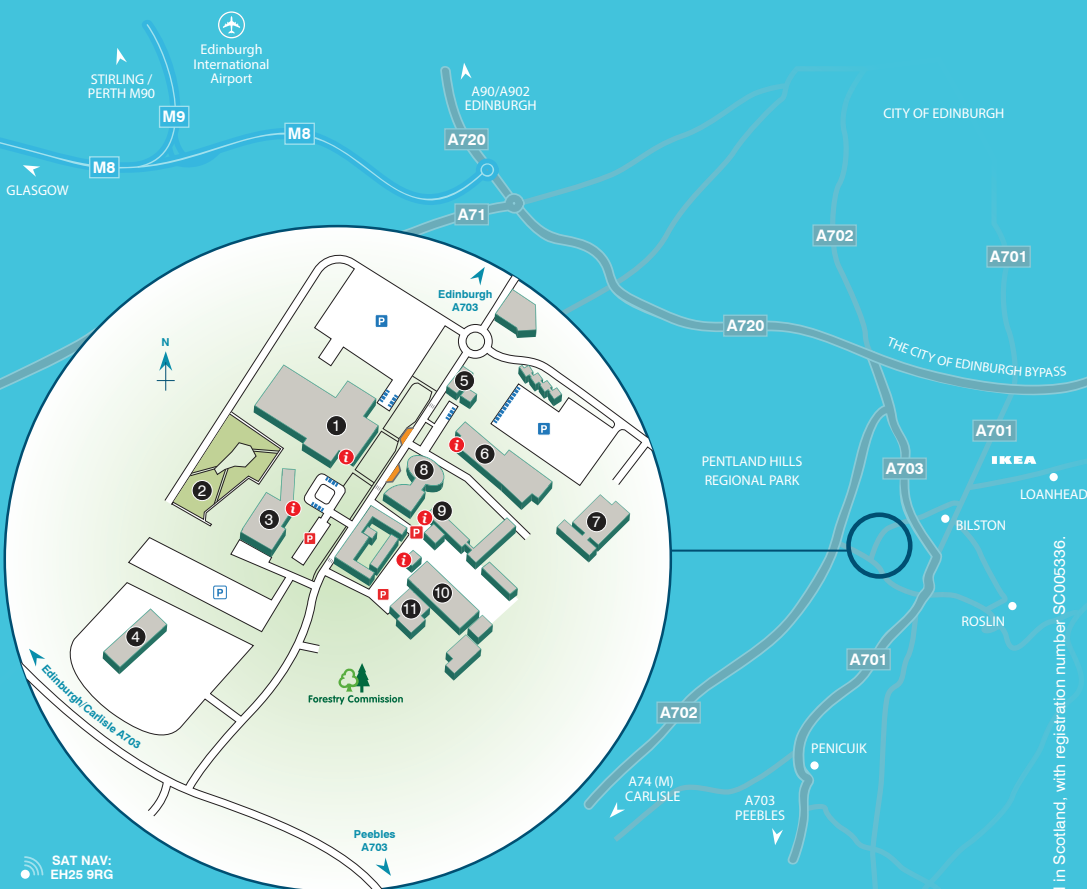 Edinburgh
International
Airport
STIRLING /
PERTH M90
A90/A902
EDINBURGH
CITY OF EDINBURGH
M9
M8
A720
M8
GLASGOW
A71
A702
A701
Edinburgh
A703
A720
N
THE CITY OF EDINBURGH BYPASS
P
5
1
i
P
i
6
A701
IKEA
PENTLAND HILLS
REGIONAL PARK
A703
8
2
LOANHEAD
i
9
3
i
P
7
BILSTON
P
i
10
P
P
11
ROSLIN
4
A701
Forestry Commission
Edinburgh/Carlisle A703
A702
PENICUIK
A74 (M)
CARLISLE
A703
PEEBLES
Peebles
A703
SAT NAV:
EH25 9RG
in Scotland, with registration number SC005336.